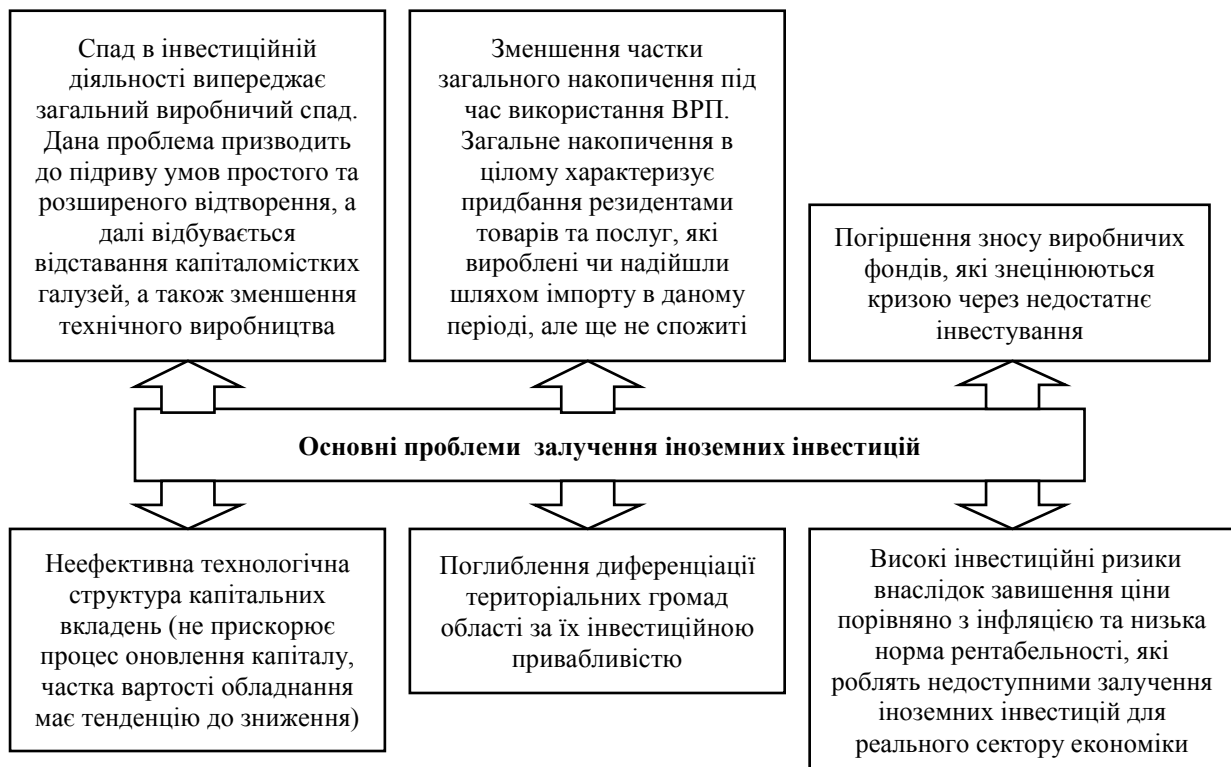 Спад в інвестиційній
діяльності випереджає
загальний виробничий спад.
Дана проблема призводить
до підриву умов простого та
розширеного відтворення, а
далі відбувається
відставання капіталомістких
галузей, а також зменшення
технічного виробництва
Зменшення частки
загального накопичення під
час використання ВРП.
Загальне накопичення в
цілому характеризує
придбання резидентами
товарів та послуг, які
вироблені чи надійшли
шляхом імпорту в даному
періоді, але ще не спожиті
Погіршення зносу виробничих
фондів, які знецінюються
кризою через недостатнє
інвестування
Основні проблеми залучення іноземних інвестицій
Неефективна технологічна
структура капітальних
вкладень (не прискорює
процес оновлення капіталу,
частка вартості обладнання
має тенденцію до зниження)
Поглиблення диференціації
територіальних громад
області за їх інвестиційною
привабливістю
Високі інвестиційні ризики
внаслідок завишення ціни
порівняно з інфляцією та низька
норма рентабельності, які
роблять недоступними залучення
іноземних інвестицій для
реального сектору економіки